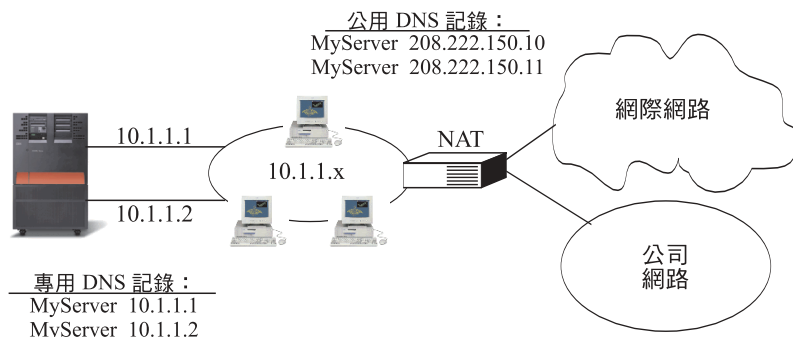 公用 DNS 記錄：
MyServer 208.222.150.10
MyServer 208.222.150.11
10.1.1.1
10.1.1.x
NAT
網際網路
10.1.1.2
公司
網路
專用 DNS 記錄：
MyServer 10.1.1.1
MyServer 10.1.1.2